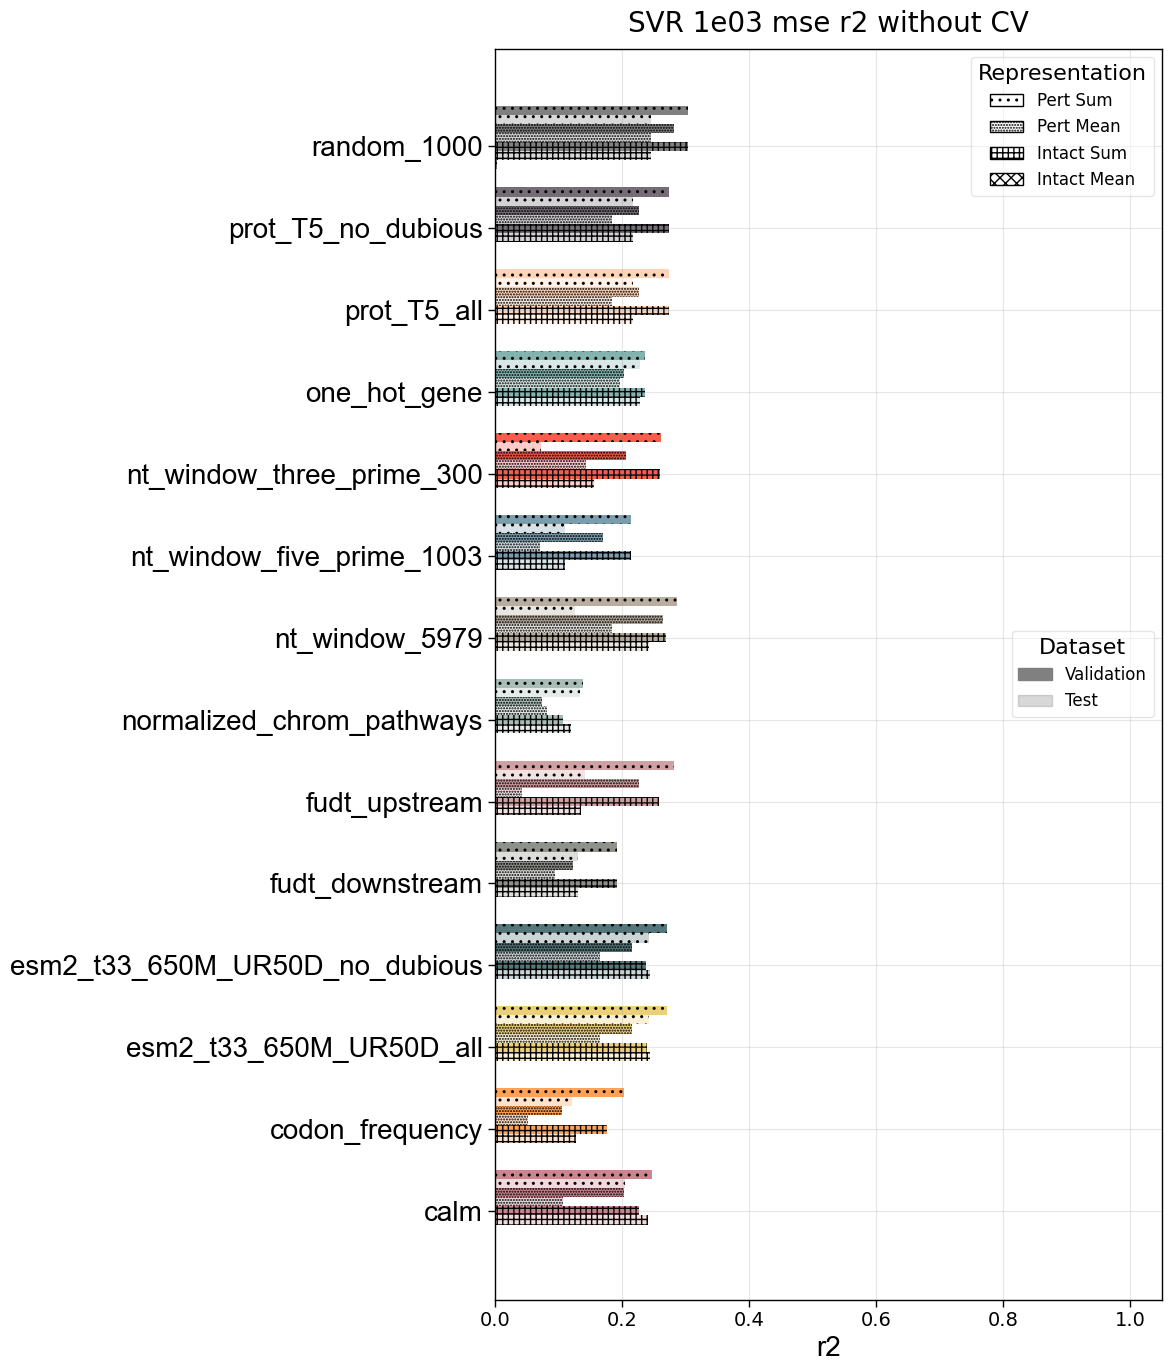 SVR 1e03 mse r2 without CV
Representation
Pert Sum
Pert Mean
Intact Sum
Intact Mean
random_1000
prot_T5_no_dubious
prot_T5_all
one_hot_gene
nt_window_three_prime_300
nt_window_five_prime_1003
nt_window_5979
Dataset
Validation
Test
normalized_chrom_pathways
fudt_upstream
fudt_downstream
esm2_t33_650M_UR50D_no_dubious
esm2_t33_650M_UR50D_all
codon_frequency
calm
0.0 0.2 0.4 0.6 0.8 1.0
r2